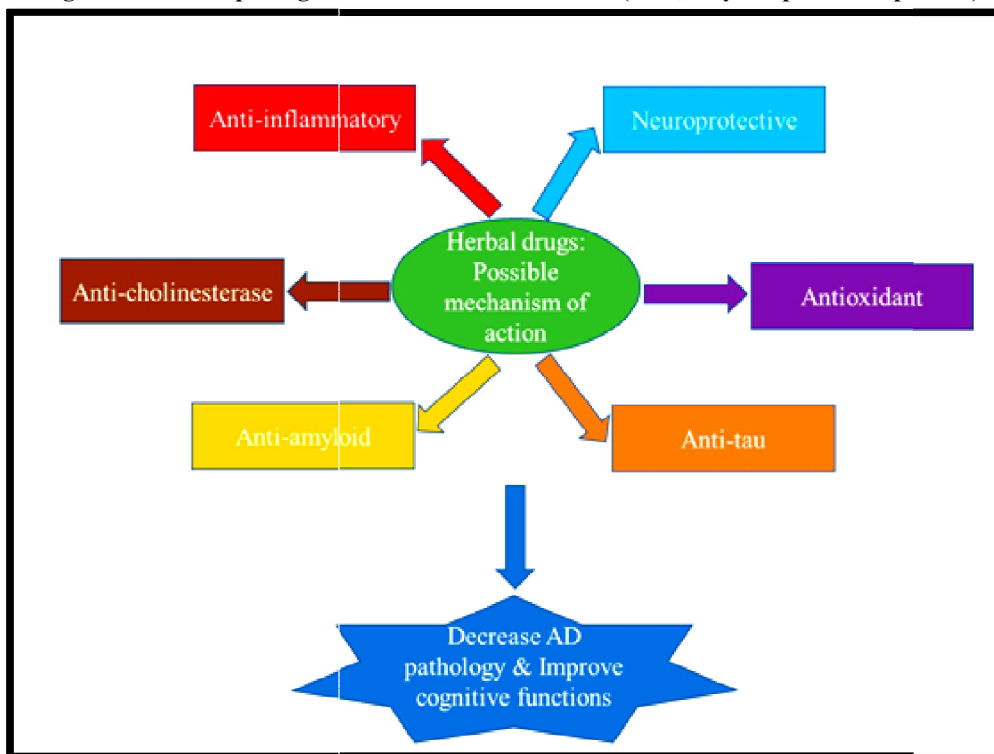 Anti-inflammatory
Neuroprotective
Herbal drugs:
Possible
mechanism of
action
Anti-cholinesterase
Antioxidant
Anti-amyloid
Anti-tau
Decrease AD
pathology & Improve
cognitive functions